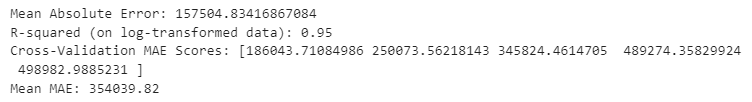 Mean Absolute Error: 157504.83416867084
R-squared (on log-transformed data): 0.95
Cross-Validation MAE Scores: [186043.71084986 250073.56218143 345824.4614705  489274.35829924
 498982.9885231 ]
Mean MAE: 354039.82